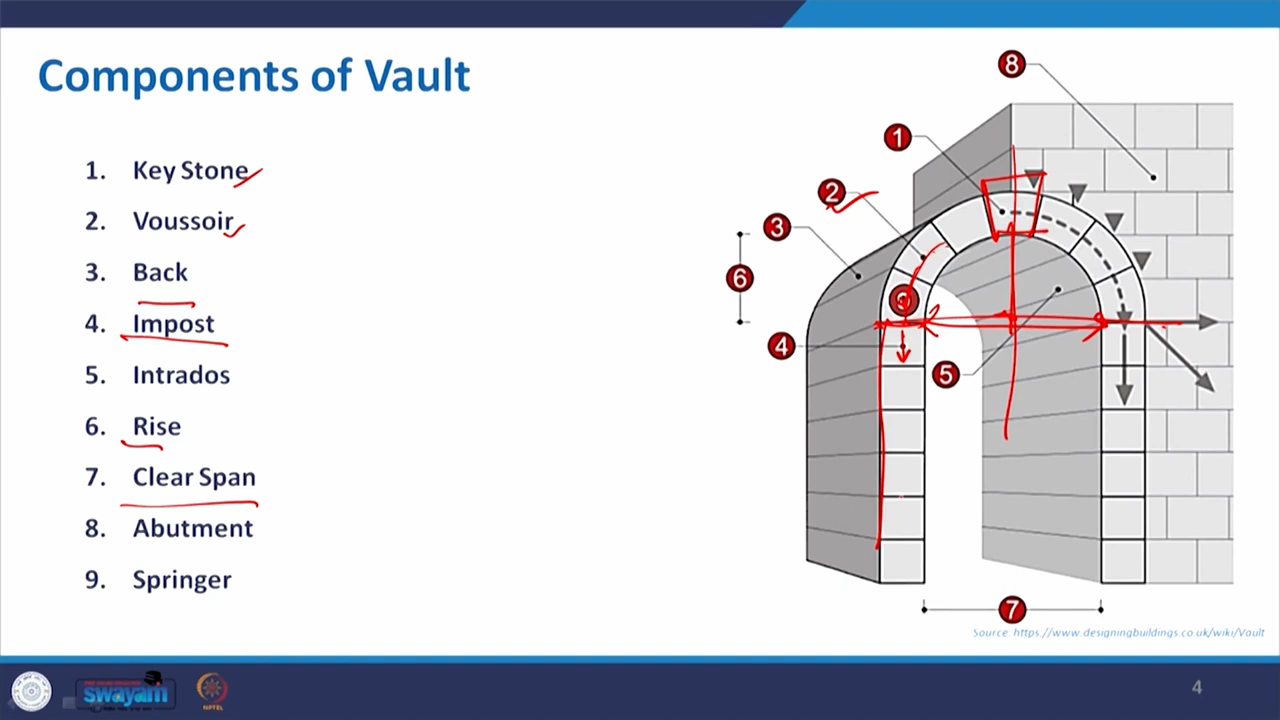 Components of Vault
1. Key Stone
2. Voussoir
3. Back
4. Impost
5. Intrados
6. Rise
7. Clear Span
8. Abutment
9. Springer
8
1
2
3
6
9
4
5
7
Source: https://www.designingbuildings.co.uk/wiki/Vault
swayam
NPTEL
4